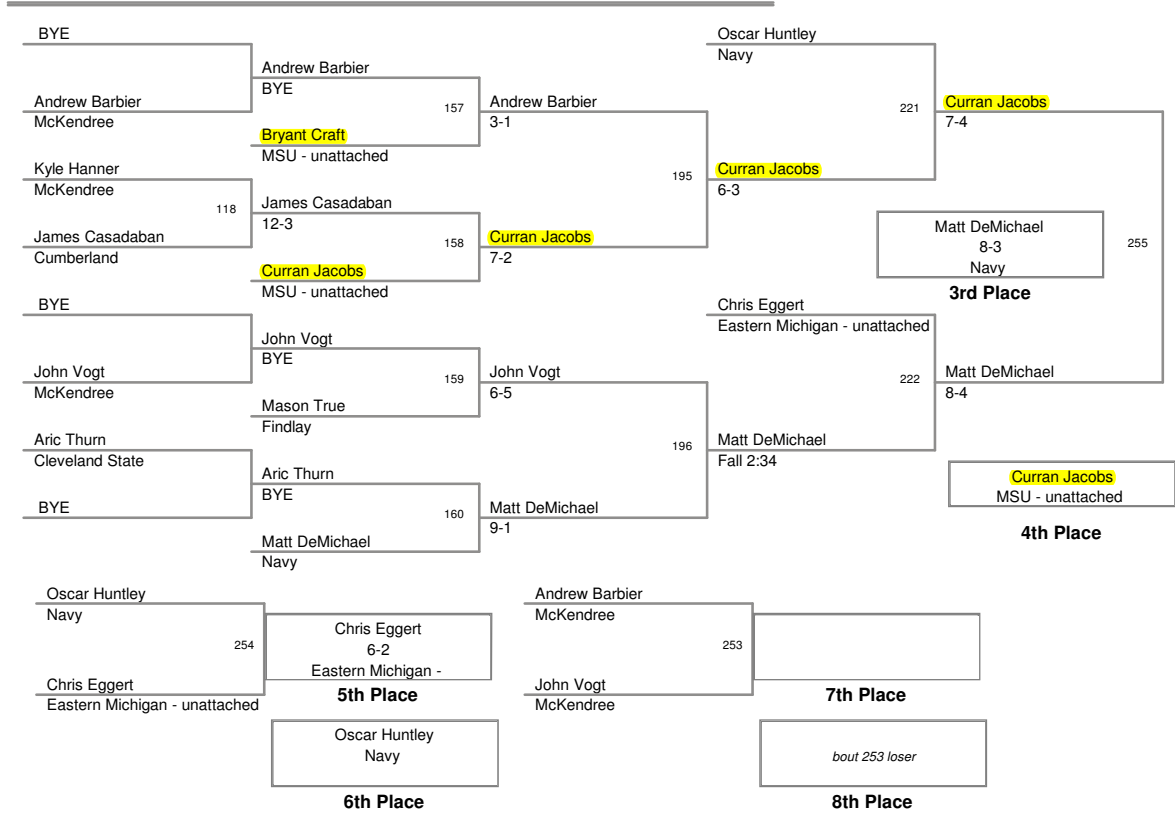 BYE
Andrew Barbier
McKendree
Kyle Hanner
McKendree
118
James Casadaban
Cumberland
BYE
John Vogt
McKendree
Aric Thurn
Cleveland State
BYE
Andrew Barbier
BYE
157
Bryant Craft
MSU - unattached
James Casadaban
12-3
158
Curran Jacobs
MSU - unattached
John Vogt
BYE
159
Mason True
Findlay
Aric Thurn
BYE
160
Matt DeMichael
Navy
Andrew Barbier
3-1
195
Curran Jacobs
7-2
John Vogt
6-5
196
Matt DeMichael
9-1
Oscar Huntley
Navy
221
Curran Jacobs
6-3
Chris Eggert
Eastern Michigan - unattached
222
Matt DeMichael
Fall 2:34
Curran Jacobs
7-4
255
Matt DeMichael
8-4
Matt DeMichael
8-3
Navy
3rd Place
Curran Jacobs
MSU - unattached
4th Place
Oscar Huntley
Navy
254
Chris Eggert
Eastern Michigan - unattached
Chris Eggert
6-2
Eastern Michigan -
5th Place
Oscar Huntley
Navy
6th Place
Andrew Barbier
McKendree
253
John Vogt
McKendree
7th Place
bout 253 loser
8th Place